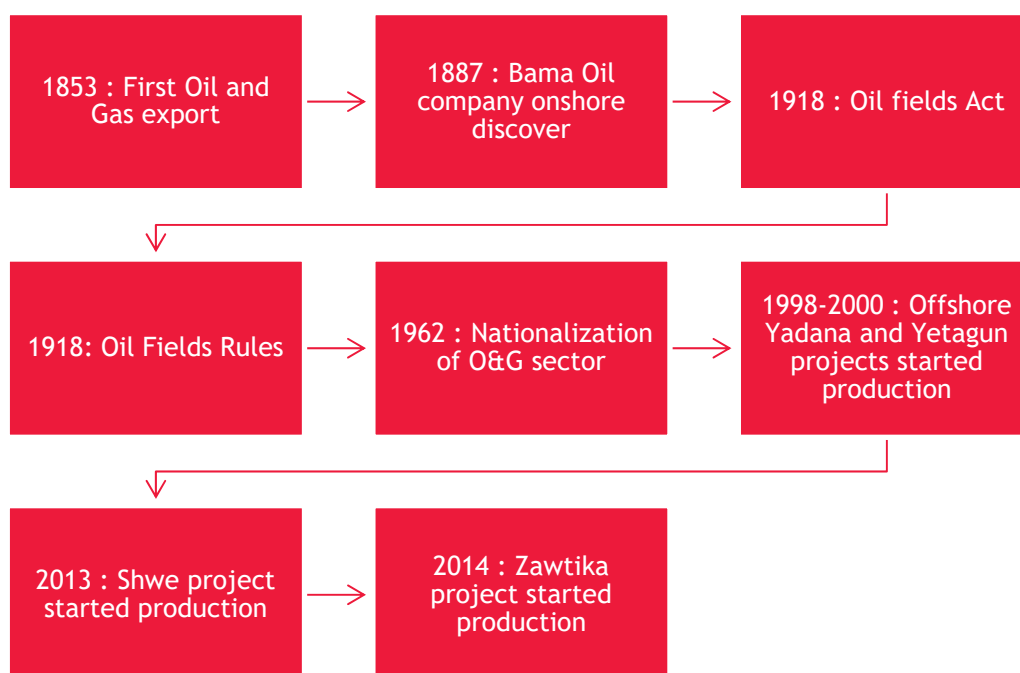 1853 : First Oil and
Gas export
1887 : Bama Oil
company onshore
discover
1918 : Oil fields Act
1918: Oil Fields Rules
1962 : Nationalization
of O&G sector
1998-2000 : Offshore
Yadana and Yetagun
projects started
production
2013 : Shwe project
started production
2014 : Zawtika
project started
production